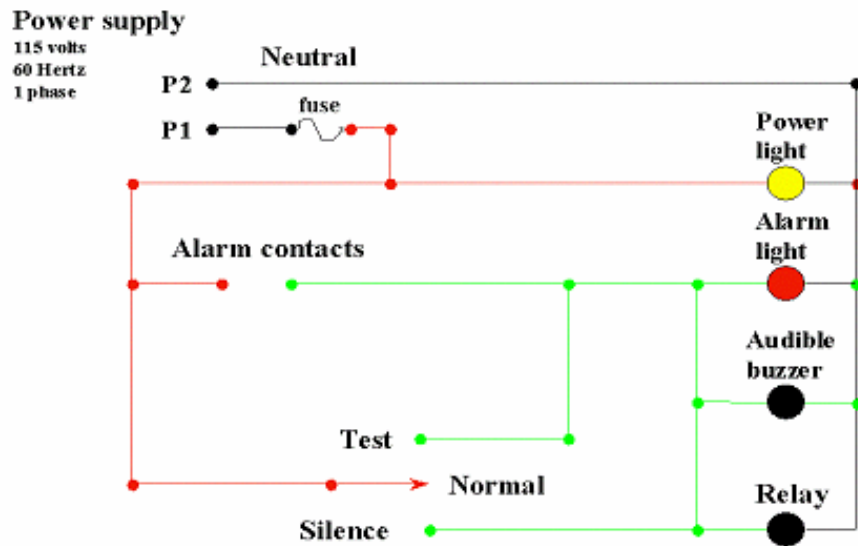 Power supply
115 volts
60 Hertz
1 phase
Neutral
P2
fuse
P1
Power
light
Alarm
light
Alarm contacts
Audible
buzzer
Test
Normal
Relay
Silence